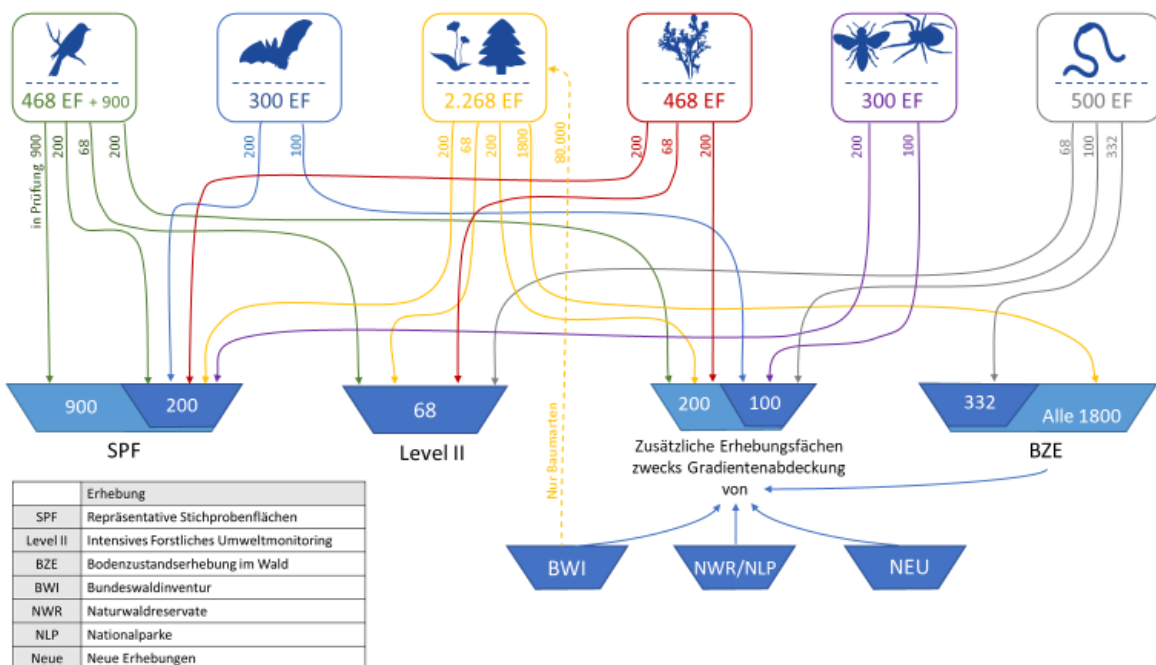 468 EF + 900
300 EF
2.268 EF
468 EF
300 EF
500 EF
900
200
68
200
200
100
200
68
200
1800
80.000
200
68
200
200
100
68
100
332
in Prüfung
900
200
68
200
100
332
Alle 1800
SPF
Level II
Zusätzliche Erhebungsfächen
zwecks Gradientenabdeckung
von
BZE
Nur Baumarten
BWI
NWR/NLP
NEU
Erhebung
SPF Repräsentative Stichprobenflächen
Level II Intensives Forstliches Umweltmonitoring
BZE Bodenzustandserhebung im Wald
BWI Bundeswaldinventur
NWR Naturwaldreservate
NLP Nationalparke
Neue Neue Erhebungen